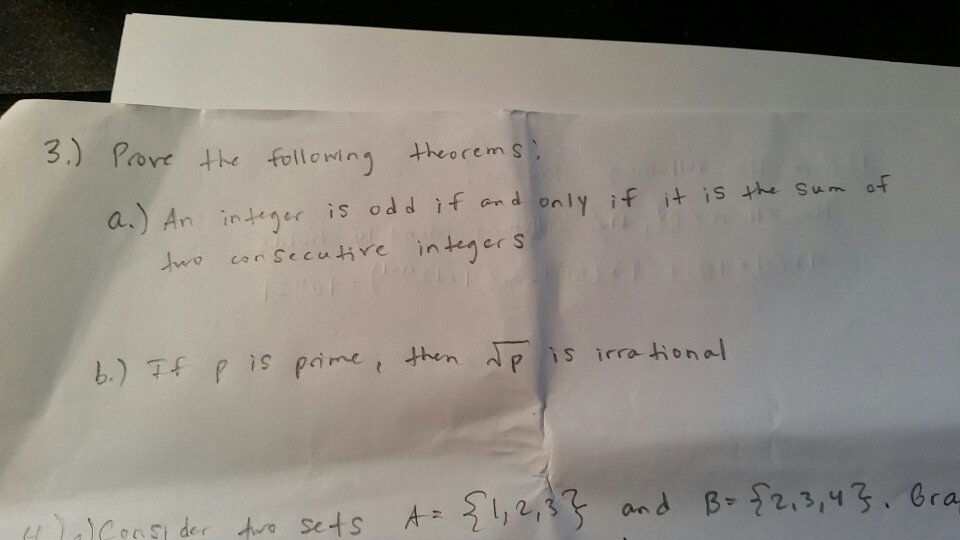 3.) Prove the following theorems:
a.) An integer is odd if and only if it is the sum of
two consecutive integers
b.) If p is prime, then √p is irrational
Consider two sets A = {1,2,3} and B = {2,3,4}. Gra